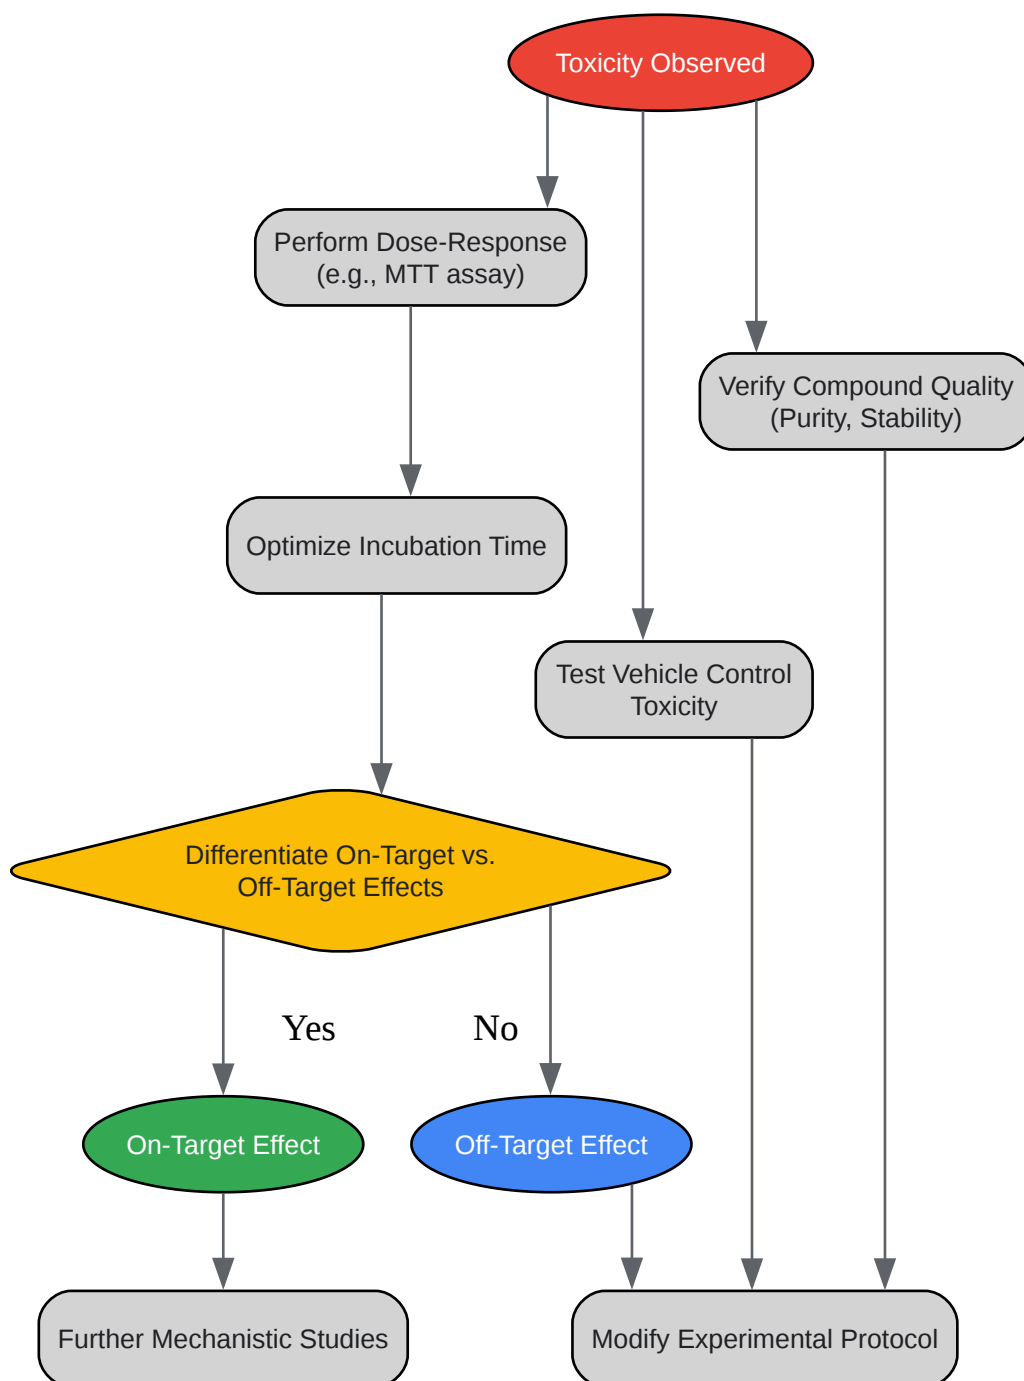 Toxicity Observed
Perform Dose-Response
(e.g., MTT assay)
Verify Compound Quality
(Purity, Stability)
Optimize Incubation Time
Test Vehicle Control
Toxicity
Differentiate On-Target vs.
Off-Target Effects
Yes
No
On-Target Effect
Off-Target Effect
Further Mechanistic Studies
Modify Experimental Protocol